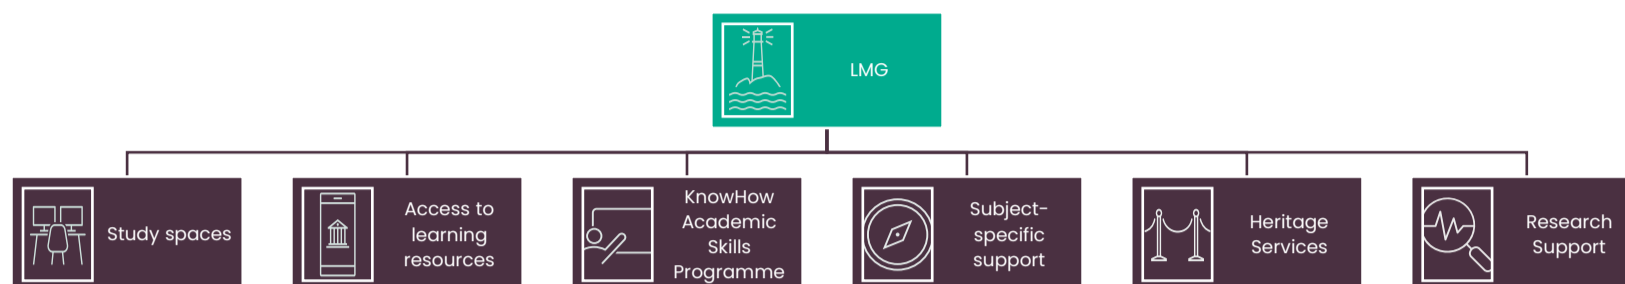 LMG
Study spaces
Access to
learning
resources
KnowHow
Academic
Skills
Programme
Subject-
specific
support
Heritage
Services
Research
Support